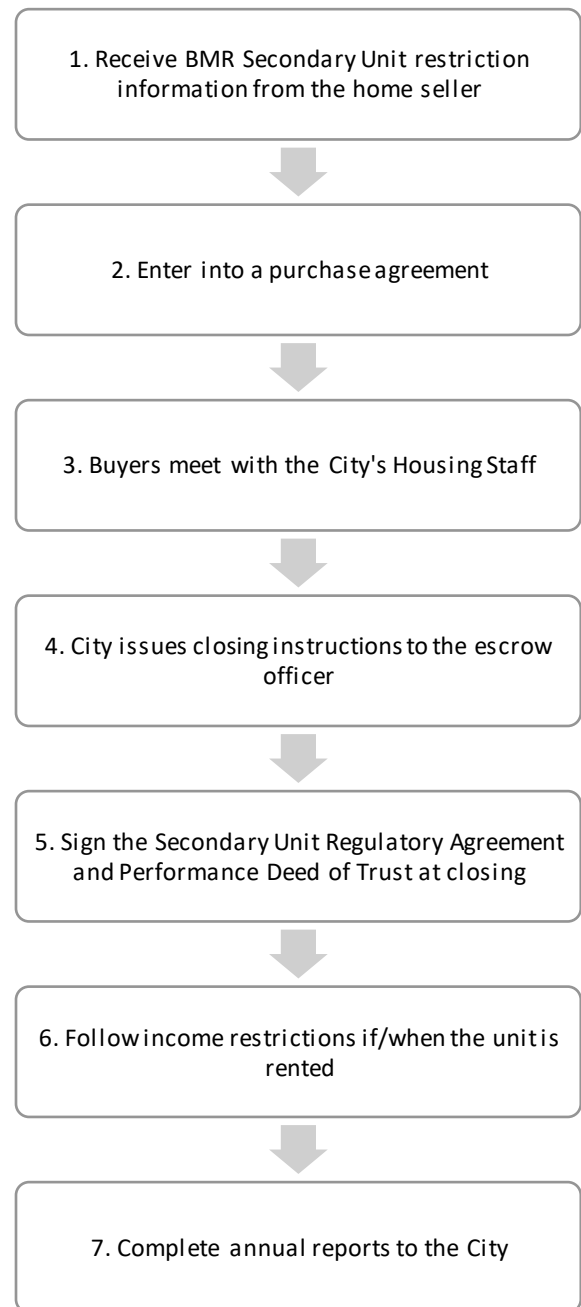 1. Receive BMR Secondary Unit restriction
information from the home seller
2. Enter into a purchase agreement
3. Buyers meet with the City's Housing Staff
4. City issues closing instructions to the escrow
officer
5. Sign the Secondary Unit Regulatory Agreement
and Performance Deed of Trust at closing
6. Follow income restrictions if/when the unit is
rented
7. Complete annual reports to the City